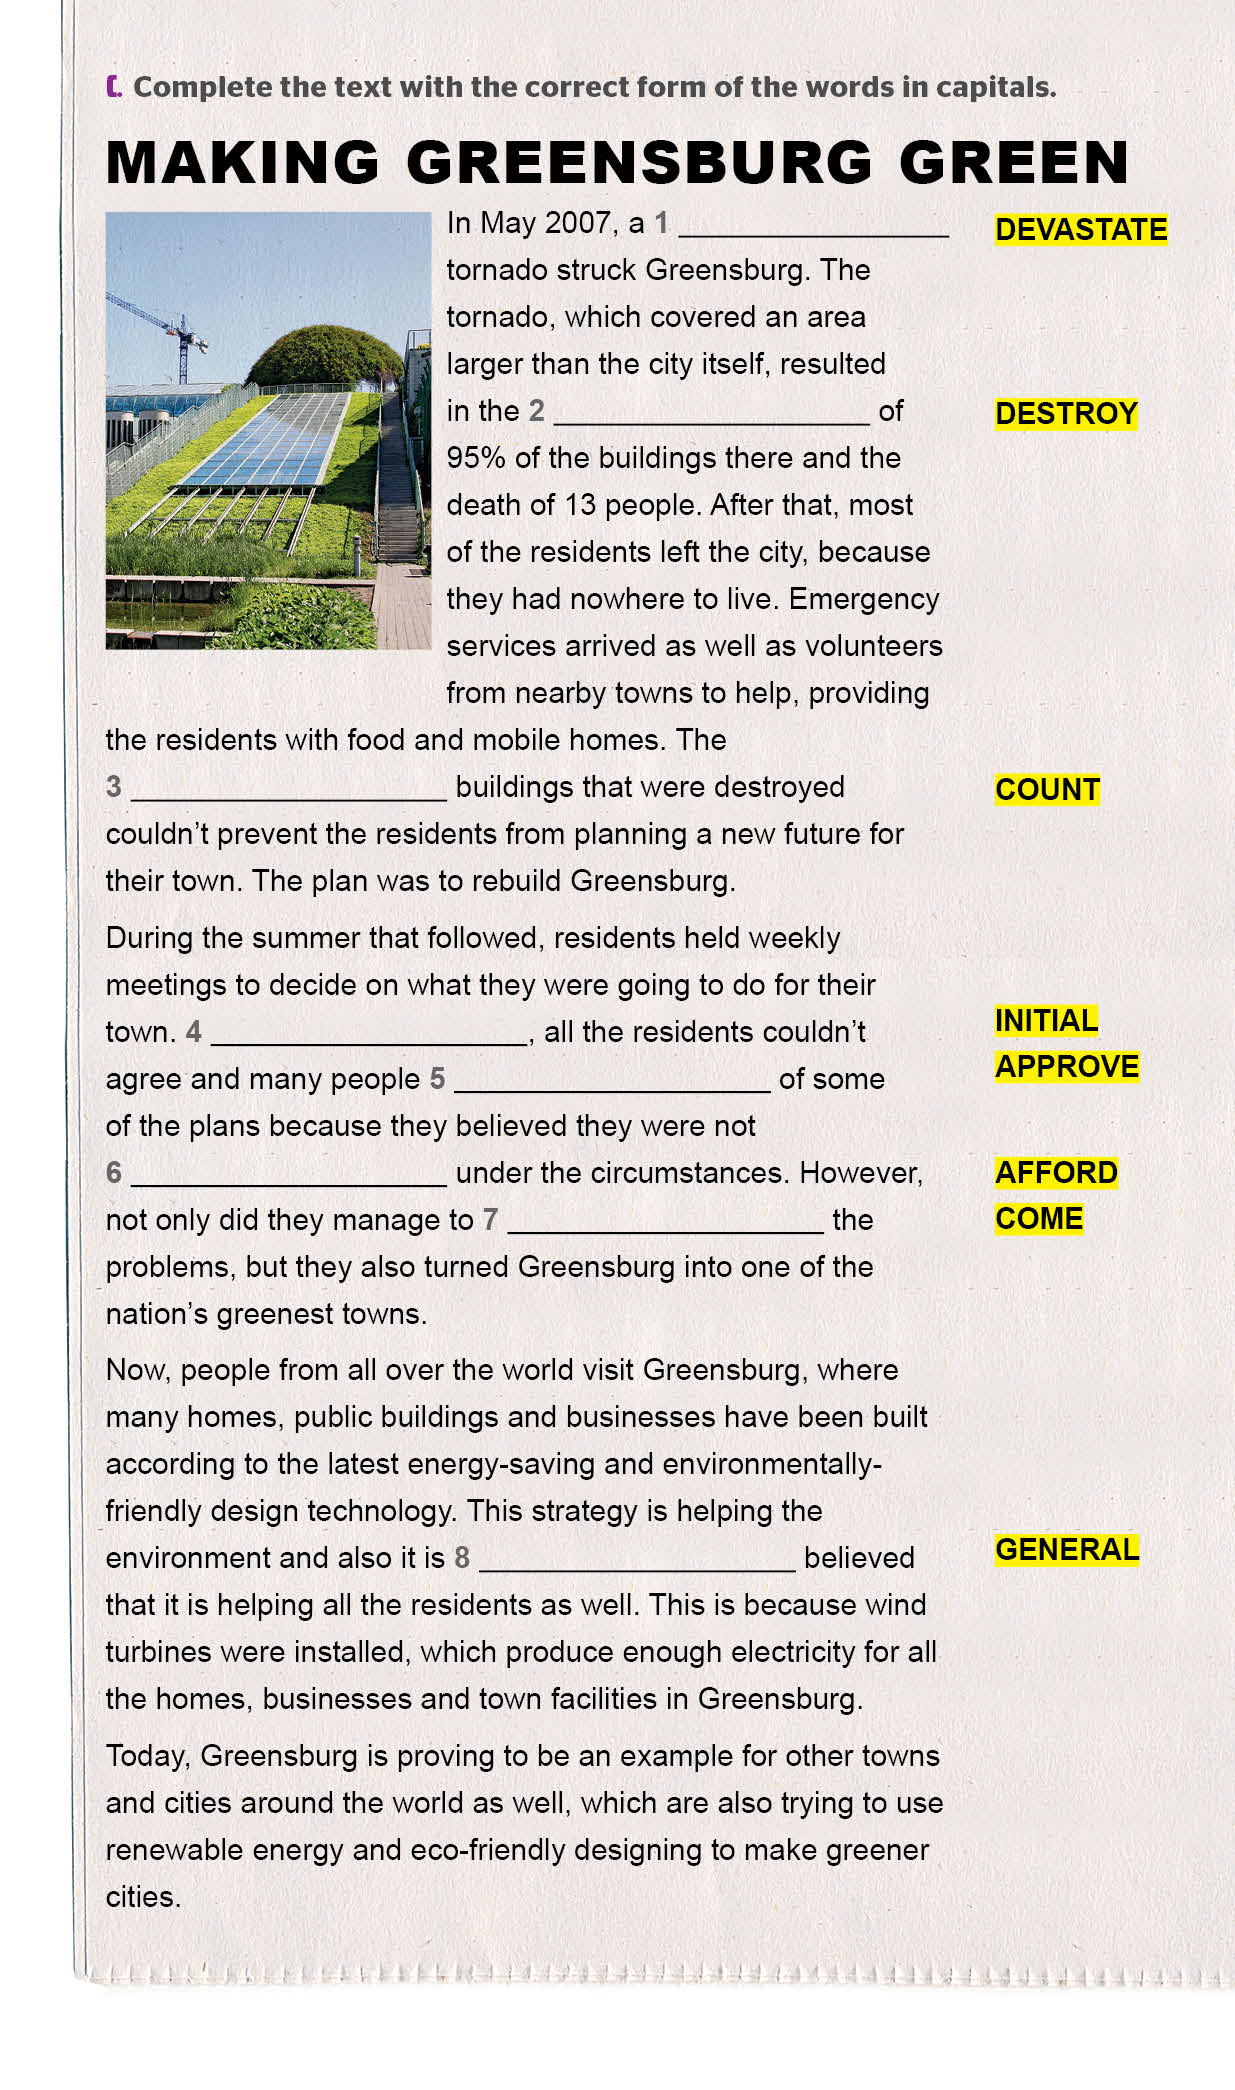 C. Complete the text with the correct form of the words in capitals.
MAKING GREENSBURG GREEN
In May 2007, a 1 _________________ DEVASTATE
tornado struck Greensburg. The
tornado, which covered an area
larger than the city itself, resulted
in the 2 ____________________ of DESTROY
95% of the buildings there and the
death of 13 people. After that, most
of the residents left the city, because
they had nowhere to live. Emergency
services arrived as well as volunteers
from nearby towns to help, providing
the residents with food and mobile homes. The
3 ____________________ buildings that were destroyed COUNT
couldn’t prevent the residents from planning a new future for
their town. The plan was to rebuild Greensburg.
During the summer that followed, residents held weekly
meetings to decide on what they were going to do for their
town. 4 ____________________, all the residents couldn’t INITIAL
agree and many people 5 ____________________ of some APPROVE
of the plans because they believed they were not
6 ____________________ under the circumstances. However, AFFORD
not only did they manage to 7 ____________________ the COME
problems, but they also turned Greensburg into one of the
nation’s greenest towns.
Now, people from all over the world visit Greensburg, where
many homes, public buildings and businesses have been built
according to the latest energy-saving and environmentally-
friendly design technology. This strategy is helping the
environment and also it is 8 ____________________ believed GENERAL
that it is helping all the residents as well. This is because wind
turbines were installed, which produce enough electricity for all
the homes, businesses and town facilities in Greensburg.
Today, Greensburg is proving to be an example for other towns
and cities around the world as well, which are also trying to use
renewable energy and eco-friendly designing to make greener
cities.